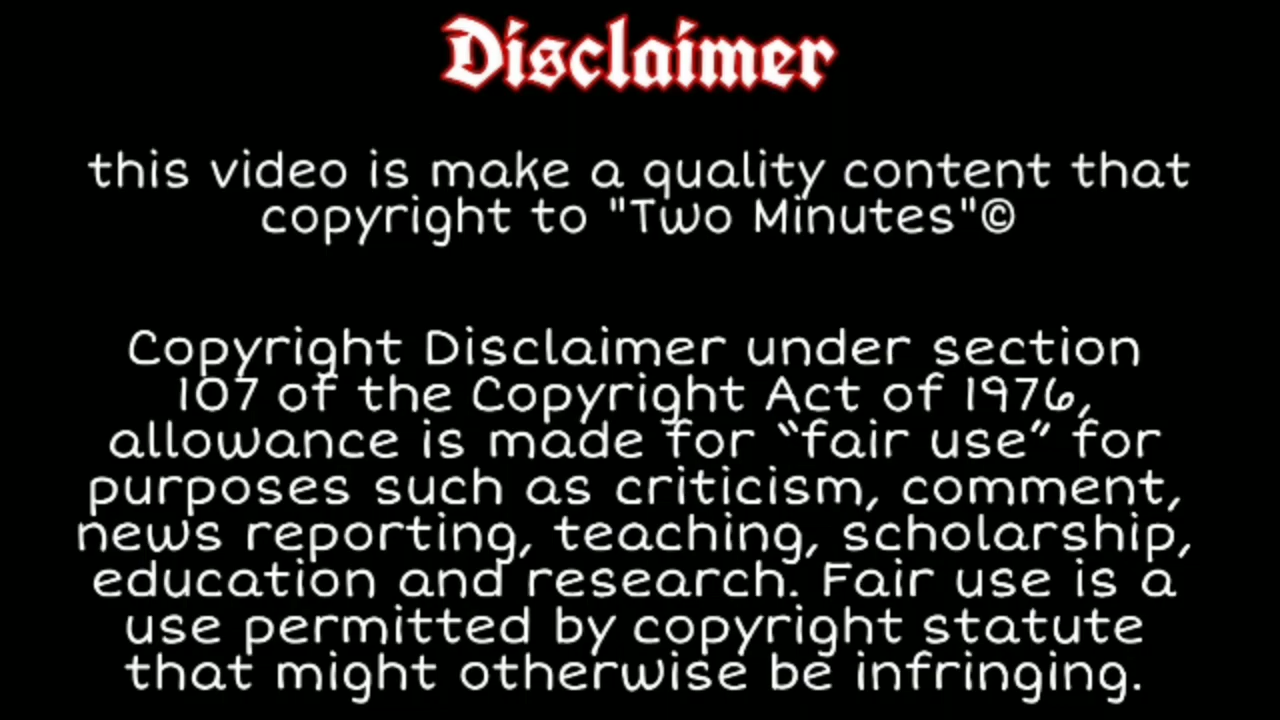 Disclaimer
this video is make a quality content that
copyright to "Two Minutes"©
Copyright Disclaimer under section
107 of the Copyright Act of 1976,
allowance is made for “fair use” for
purposes such as criticism, comment,
news reporting, teaching, scholarship,
education and research. Fair use is a
use permitted by copyright statute
that might otherwise be infringing.